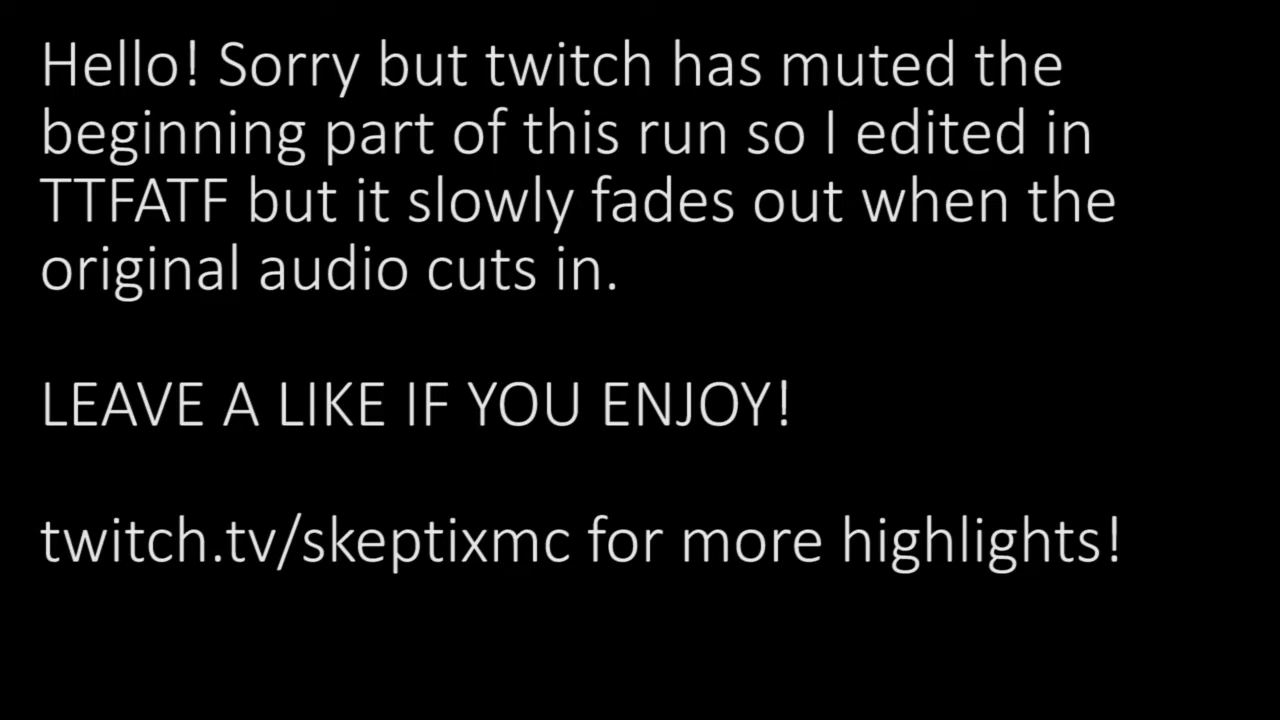 Hello! Sorry but twitch has muted the
beginning part of this run so I edited in
TTFATF but it slowly fades out when the
original audio cuts in.
LEAVE A LIKE IF YOU ENJOY!
twitch.tv/skeptixmc for more highlights!